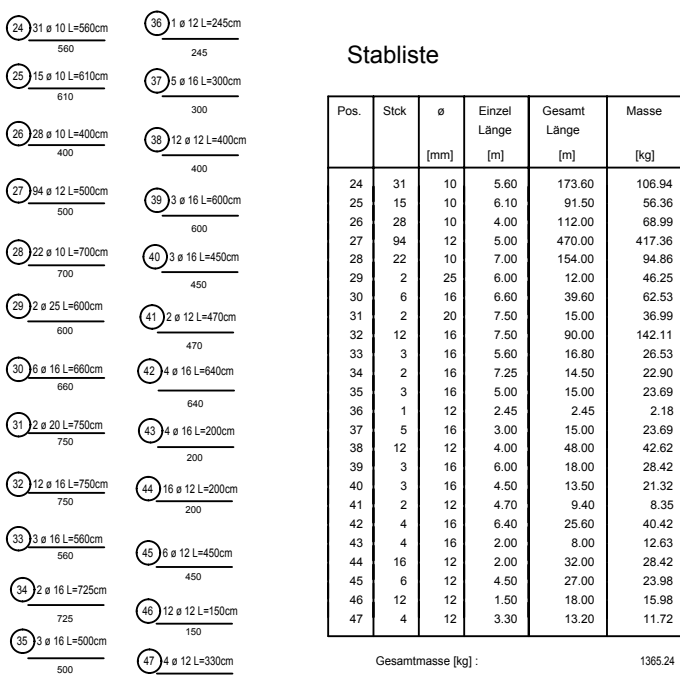 24 31 ø 10 L=560cm
560
25 15 ø 10 L=610cm
610
26 28 ø 10 L=400cm
400
27 94 ø 12 L=500cm
500
28 22 ø 10 L=700cm
700
29 2 ø 25 L=600cm
600
30 6 ø 16 L=660cm
660
31 2 ø 20 L=750cm
750
32 12 ø 16 L=750cm
750
33 3 ø 16 L=560cm
560
34 2 ø 16 L=725cm
725
35 3 ø 16 L=500cm
500
36 1 ø 12 L=245cm
245
37 5 ø 16 L=300cm
300
38 12 ø 12 L=400cm
400
39 3 ø 16 L=600cm
600
40 3 ø 16 L=450cm
450
41 2 ø 12 L=470cm
470
42 4 ø 16 L=640cm
640
43 4 ø 16 L=200cm
200
44 16 ø 12 L=200cm
200
45 6 ø 12 L=450cm
450
46 12 ø 12 L=150cm
150
47 4 ø 12 L=330cm
Stabliste
Pos. Stck ø Einzel Gesamt Masse
Länge Länge
[mm] [m] [m] [kg]
24 31 10 5.60 173.60 106.94
25 15 10 6.10 91.50 56.36
26 28 10 4.00 112.00 68.99
27 94 12 5.00 470.00 417.36
28 22 10 7.00 154.00 94.86
29 2 25 6.00 12.00 46.25
30 6 16 6.60 39.60 62.53
31 2 20 7.50 15.00 36.99
32 12 16 7.50 90.00 142.11
33 3 16 5.60 16.80 26.53
34 2 16 7.25 14.50 22.90
35 3 16 5.00 15.00 23.69
36 1 12 2.45 2.45 2.18
37 5 16 3.00 15.00 23.69
38 12 12 4.00 48.00 42.62
39 3 16 6.00 18.00 28.42
40 3 16 4.50 13.50 21.32
41 2 12 4.70 9.40 8.35
42 4 16 6.40 25.60 40.42
43 4 16 2.00 8.00 12.63
44 16 12 2.00 32.00 28.42
45 6 12 4.50 27.00 23.98
46 12 12 1.50 18.00 15.98
47 4 12 3.30 13.20 11.72
Gesamtmasse [kg] : 1365.24